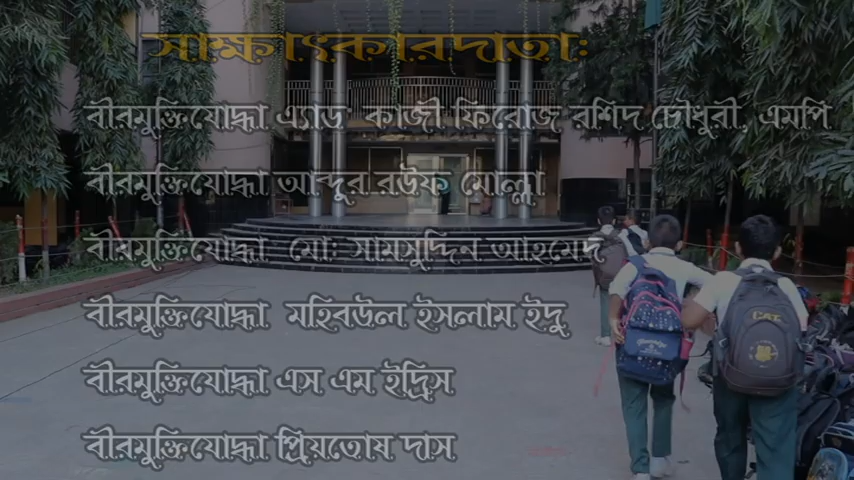 সাক্ষাৎকারদাতাঃ
বীরমুক্তিযোদ্ধা এ্যাড. কাজী ফিরোজ রশিদ চৌধুরী, এমপি
বীরমুক্তিযোদ্ধা আব্দুর রউফ মোল্লা
বীরমুক্তিযোদ্ধা মোঃ সামসুদ্দিন আহমেদ
বীরমুক্তিযোদ্ধা মহিবউল ইসলাম ইদু
বীরমুক্তিযোদ্ধা এস এম ইদ্রিস
বীরমুক্তিযোদ্ধা প্রিয়তোষ দাস